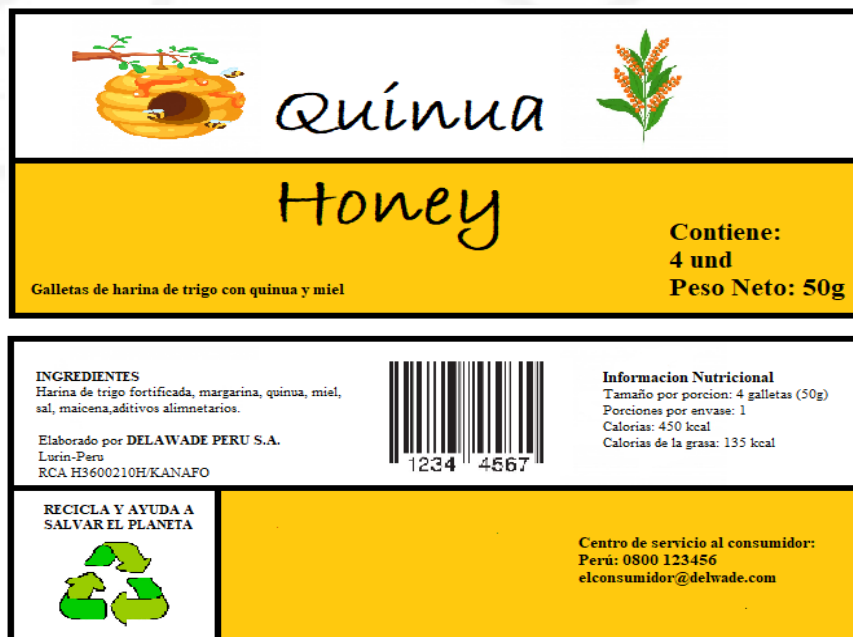 Quinua
Honey
Contiene:
4 und
Peso Neto: 50g
Galletas de harina de trigo con quinua y miel
INGREDIENTES
Harina de trigo fortificada, margarina, quinua, miel,
sal, maicena,aditivos alimnetarios.
Elaborado por DELAWADE PERU S.A.
Lurin-Peru
RCA H3600210H/KANAFO
1234 4567
Informacion Nutricional
Tamaño por porcion: 4 galletas (50g)
Porciones por envase: 1
Calorias: 450 kcal
Calorias de la grasa: 135 kcal
RECICLA Y AYUDA A
SALVAR EL PLANETA
Centro de servicio al consumidor:
Perú: 0800 123456
elconsumidor@delwade.com